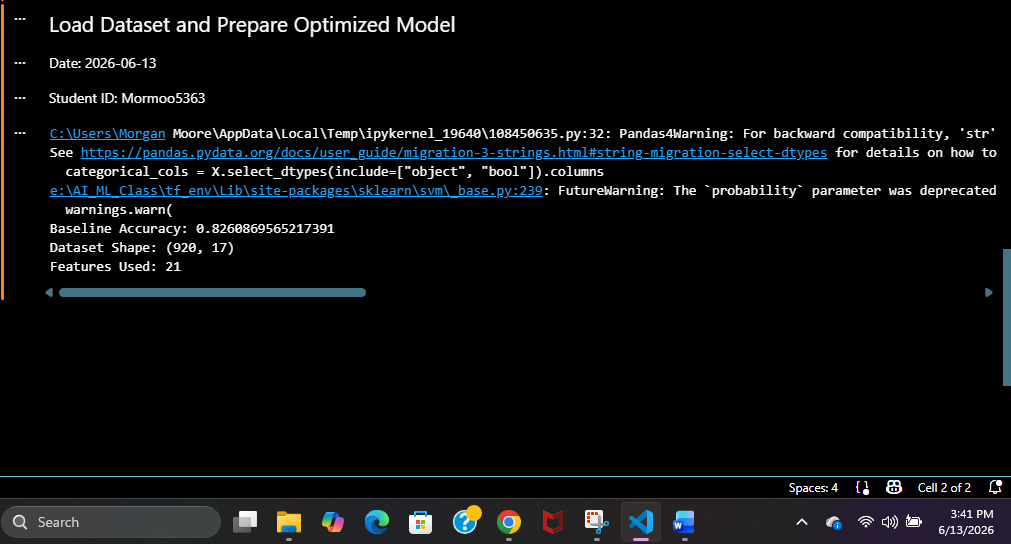 Load Dataset and Prepare Optimized Model
Date: 2026-06-13
Student ID: Mormoo5363
C:\Users\Morgan Moore\AppData\Local\Temp\ipykernel_19640\108450635.py:32: Pandas4Warning: For backward compatibility, 'str'
See https://pandas.pydata.org/docs/user_guide/migration-3-strings.html#string-migration-select-dtypes for details on how to
categorical_cols = X.select_dtypes(include=["object", "bool"]).columns
e:\AI_ML_Class\tf_env\Lib\site-packages\sklearn\svm\_base.py:239: FutureWarning: The `probability` parameter was deprecated
warnings.warn(
Baseline Accuracy: 0.8260869565217391
Dataset Shape: (920, 17)
Features Used: 21
Spaces: 4 Cell 2 of 2
Search
3:41 PM
6/13/2026